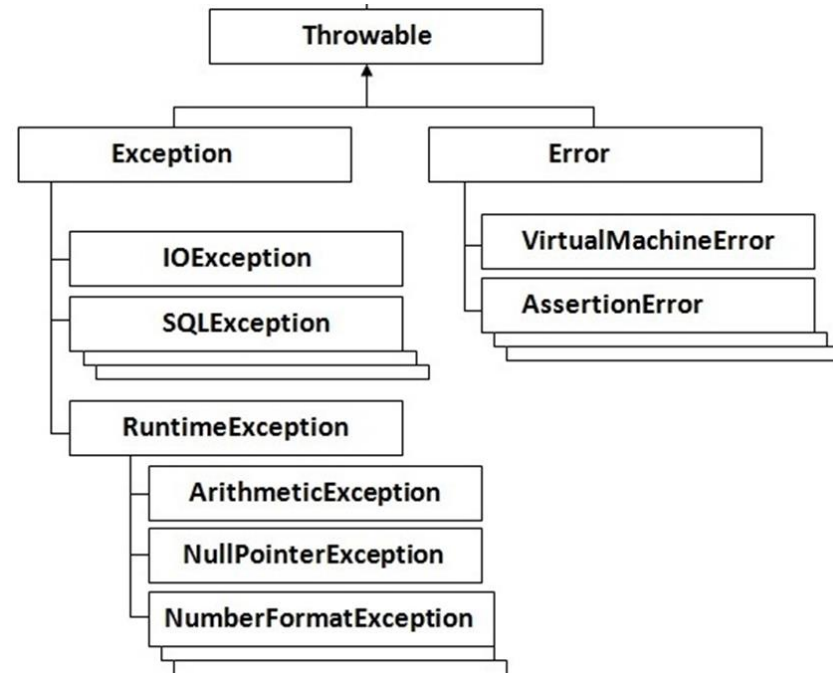 Throwable
Exception
Error
IOException
SQLException
RuntimeException
ArithmeticException
NullPointerException
NumberFormatException
VirtualMachineError
AssertionError